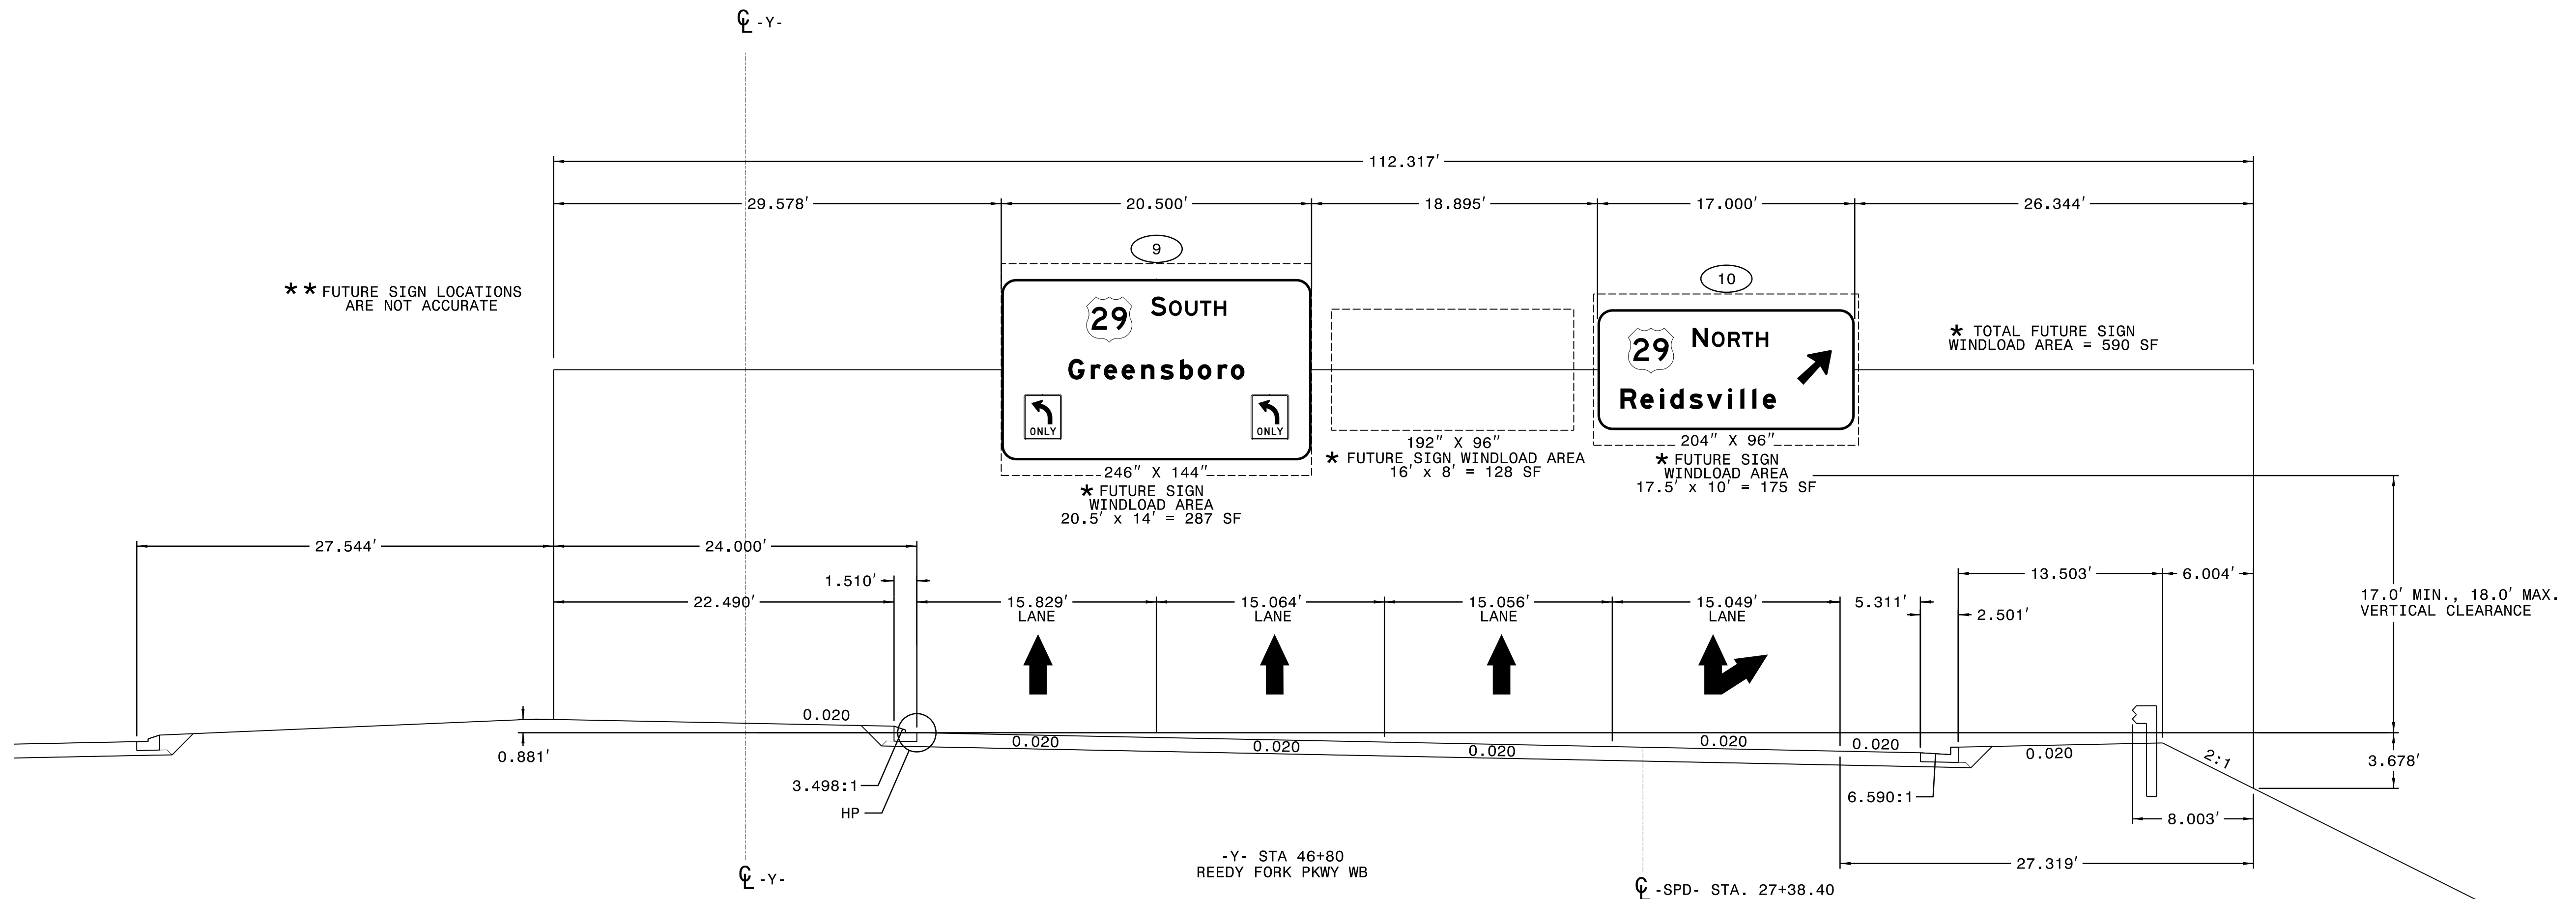 ℄ -Y-
112.317'
29.578'
20.500'
18.895'
17.000'
26.344'
9
10
** FUTURE SIGN LOCATIONS
ARE NOT ACCURATE
29 SOUTH
Greensboro
ONLY
ONLY
246" X 144"
* FUTURE SIGN
WINDLOAD AREA
20.5' x 14' = 287 SF
192" X 96"
* FUTURE SIGN WINDLOAD AREA
16' x 8' = 128 SF
29 NORTH
Reidsville
204" X 96"
* FUTURE SIGN
WINDLOAD AREA
17.5' x 10' = 175 SF
* TOTAL FUTURE SIGN
WINDLOAD AREA = 590 SF
27.544'
24.000'
1.510'
22.490'
15.829'
LANE
15.064'
LANE
15.056'
LANE
15.049'
LANE
5.311'
2.501'
13.503'
6.004'
17.0' MIN., 18.0' MAX.
VERTICAL CLEARANCE
0.881'
0.020
0.020
0.020
0.020
0.020
0.020
0.020
2:1
3.678'
3.498:1
HP
6.590:1
8.003'
27.319'
-Y- STA 46+80
REEDY FORK PKWY WB
℄ -Y-
℄ -SPD- STA. 27+38.40